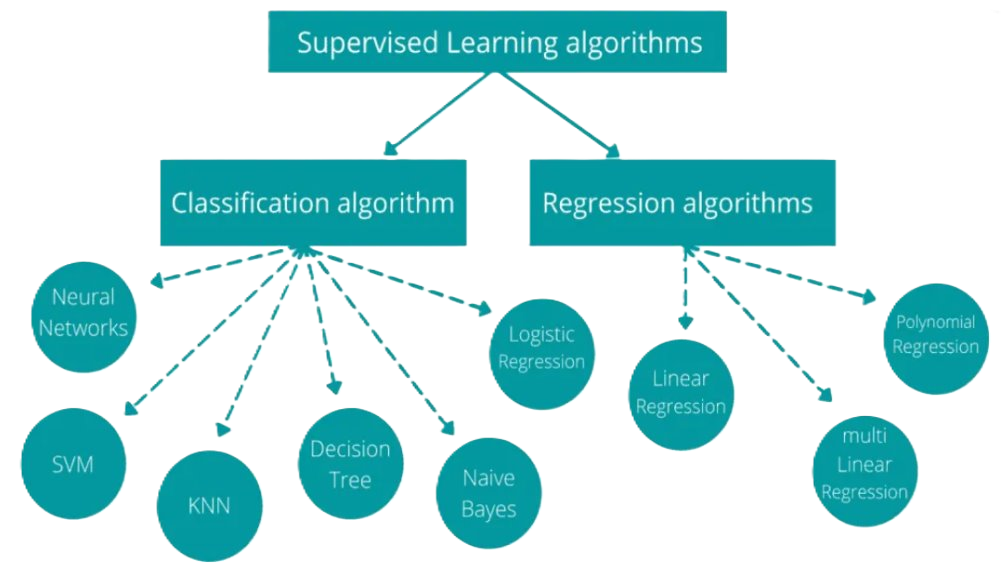 Supervised Learning algorithms
Classification algorithm
Regression algorithms
Neural
Networks
SVM
KNN
Decision
Tree
Naive
Bayes
Logistic
Regression
Linear
Regression
multi
Linear
Regression
Polynomial
Regression